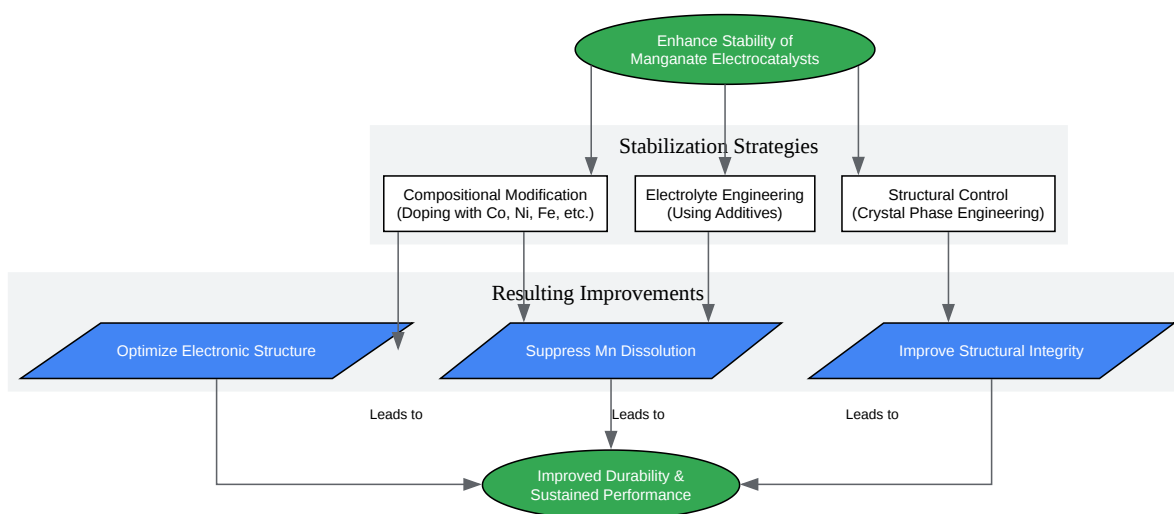 Enhance Stability of
Manganate Electrocatalysts
Stabilization Strategies
Compositional Modification
(Doping with Co, Ni, Fe, etc.)
Electrolyte Engineering
(Using Additives)
Structural Control
(Crystal Phase Engineering)
Resulting Improvements
Optimize Electronic Structure
Suppress Mn Dissolution
Improve Structural Integrity
Leads to
Leads to
Leads to
Improved Durability &
Sustained Performance